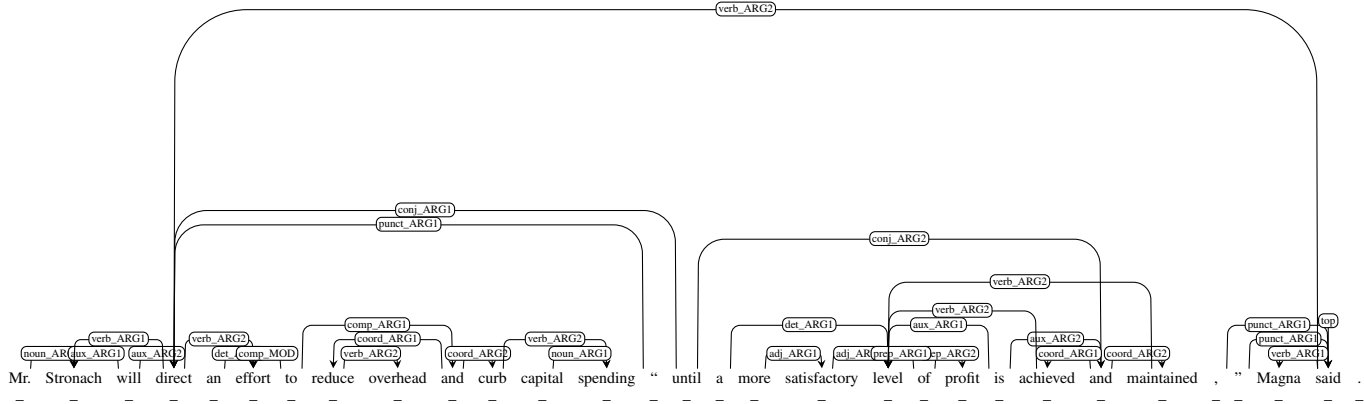 verb_ARG2
conj_ARG1
punct_ARG1
conj_ARG2
verb_ARG2
verb_ARG2
top
comp_ARG1 det_ARG1 aux_ARG1 punct_ARG1
verb_ARG1 verb_ARG2 coord_ARG1 verb_ARG2 aux_ARG2 punct_ARG1
aux_ARG1 aux_ARG2 comp_MOD verb_ARG2 coord_ARG2 noun_ARG1 adj_ARG1 prep_ARG1 coord_ARG1 coord_ARG2 verb_ARG1
Mr. Stronach will direct an effort to reduce overhead and curb capital spending “ until a more satisfactory level of profit is achieved and maintained , ” Magna said .